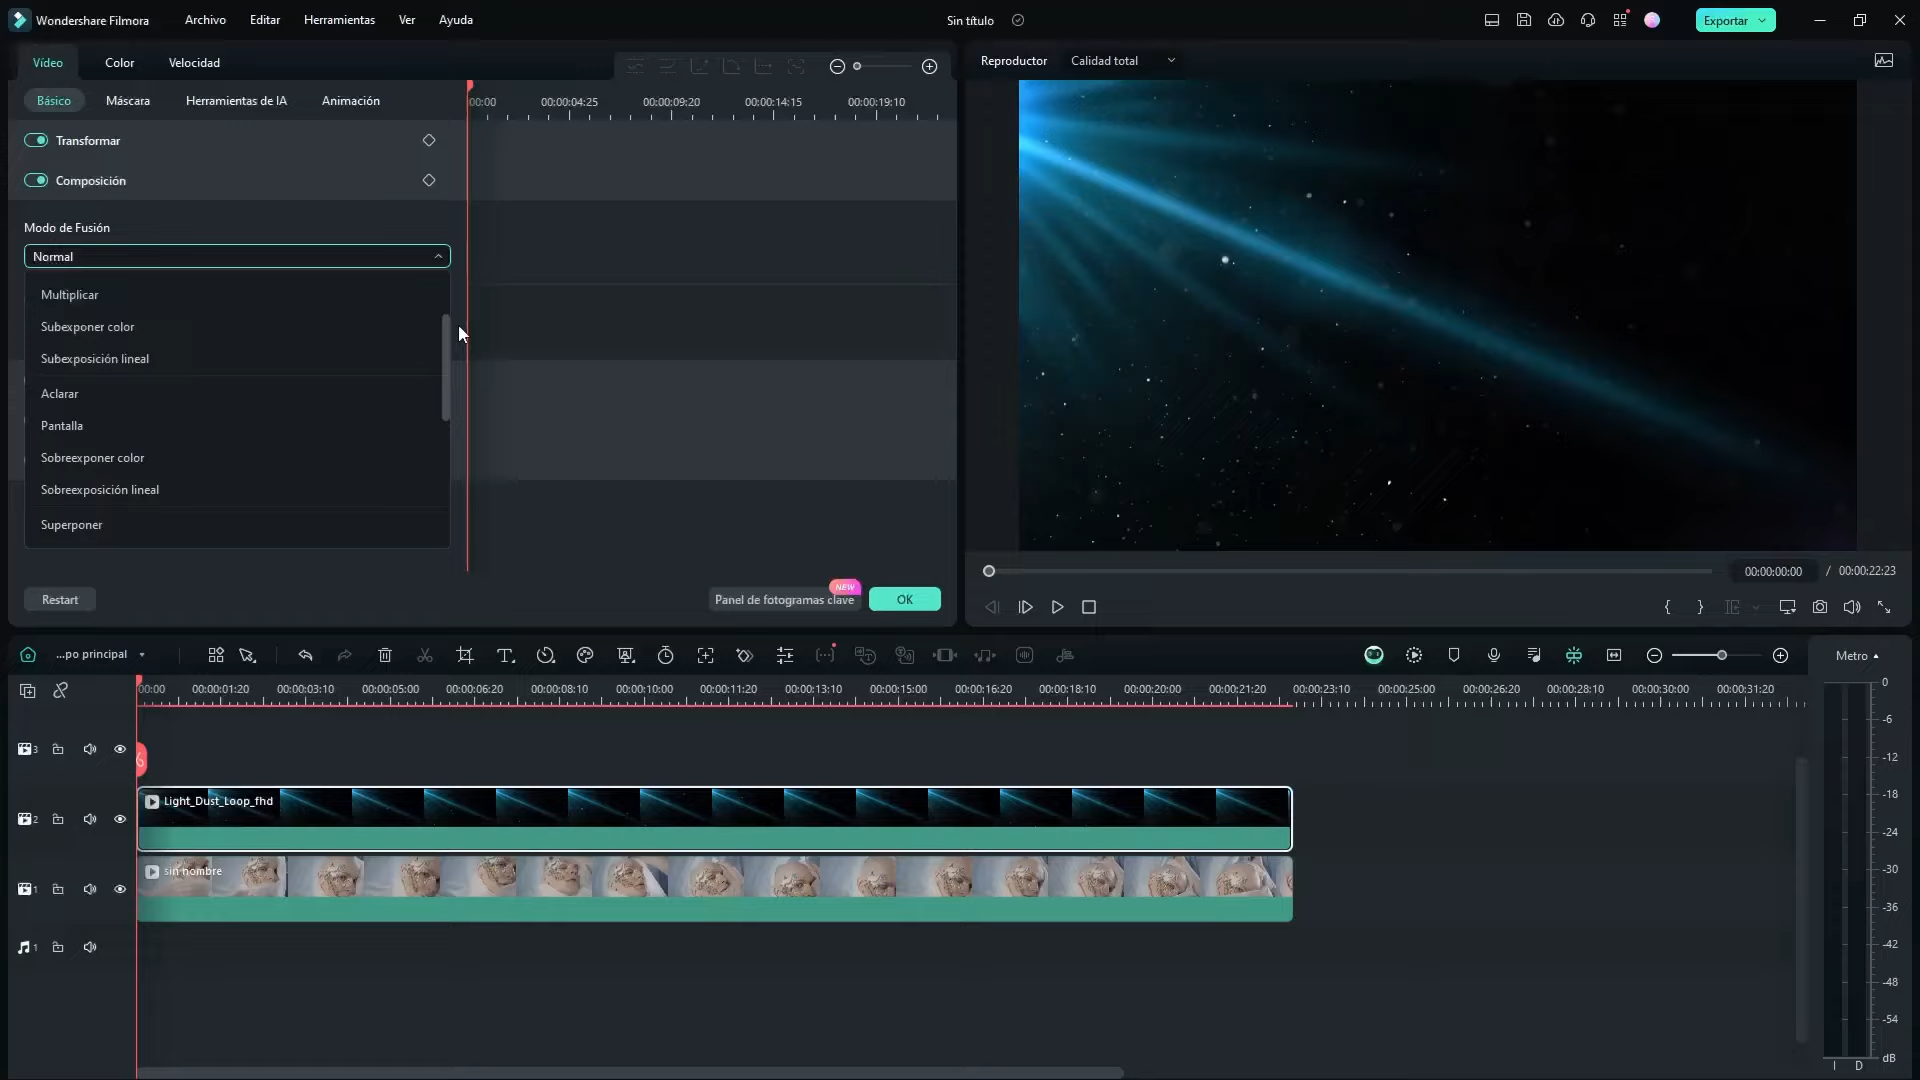 Wondershare Filmora
Archivo
Editar
Herramientas
Ver
Ayuda
Sin título
Exportar
Vídeo
Color
Velocidad
Reproductor
Calidad total
Básico
Máscara
Herramientas de IA
Animación
00:00
00:00:04:25
00:00:09:20
00:00:14:15
00:00:19:10
Transformar
Composición
Modo de Fusión
Normal
Multiplicar
Subexponer color
Subexposición lineal
Aclarar
Pantalla
Sobreexponer color
Sobreexposición lineal
Superponer
Restart
NEW
Panel de fotogramas clave
OK
00:00:00:00 / 00:00:22:23
...po principal
Metro
00:00
00:00:01:20
00:00:03:10
00:00:05:00
00:00:06:20
00:00:08:10
00:00:10:00
00:00:11:20
00:00:13:10
00:00:15:00
00:00:16:20
00:00:18:10
00:00:20:00
00:00:21:20
00:00:23:10
00:00:25:00
00:00:26:20
00:00:28:10
00:00:30:00
00:00:31:20
3
2
Light_Dust_Loop_fhd
1
sin nombre
1
0
-6
-12
-18
-24
-30
-36
-42
-48
-54
dB
I D